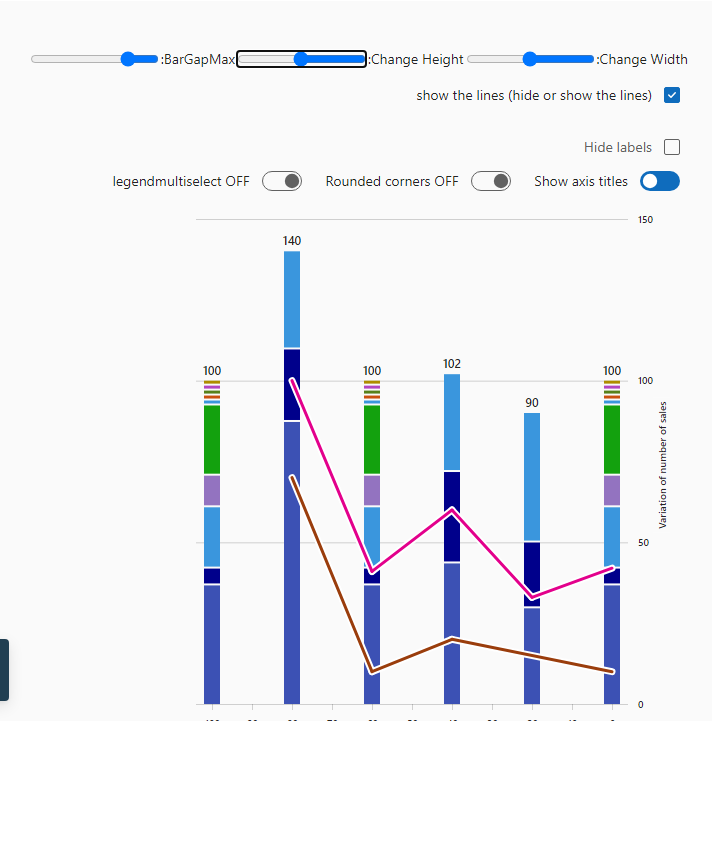 :BarGapMax :Change Height :Change Width
show the lines (hide or show the lines)
Hide labels
legendmultiselect OFF Rounded corners OFF Show axis titles
150
140
100 100 102 100
100
90
Variation of number of sales
50
0